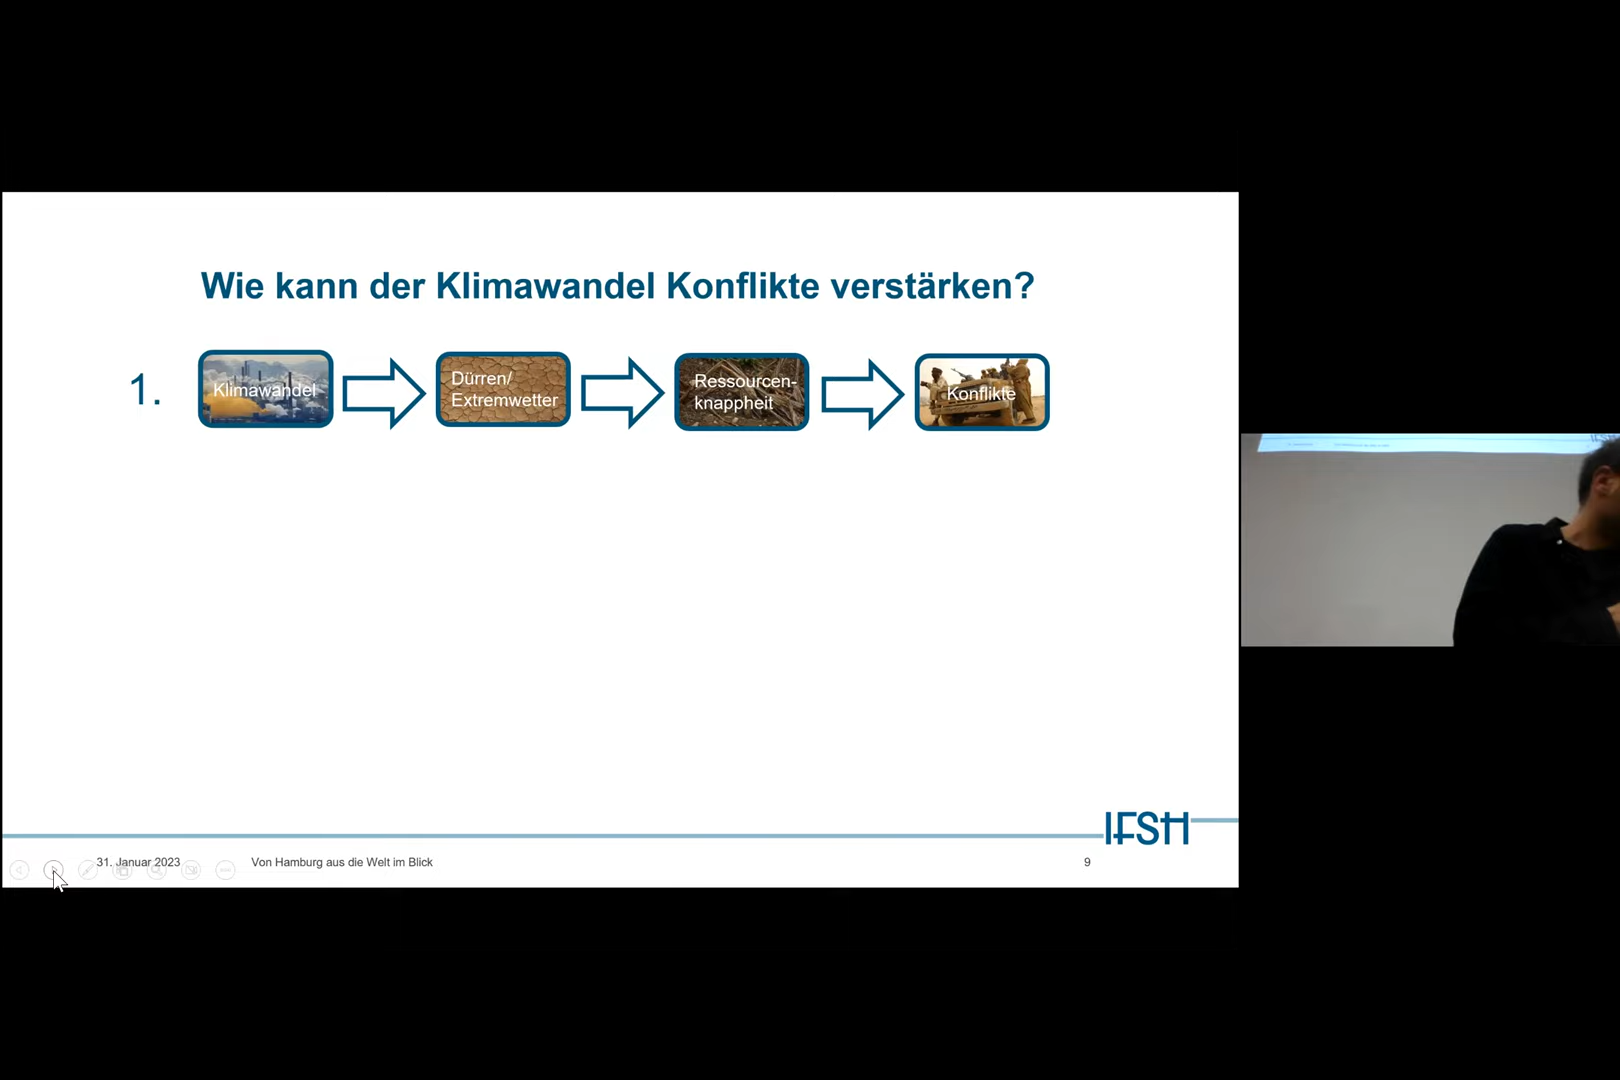 Wie kann der Klimawandel Konflikte verstärken?
1.
Klimawandel
Dürren/
Extremwetter
Ressourcen-
knappheit
Konflikte
IFSH
31. Januar 2023
Von Hamburg aus die Welt im Blick
9